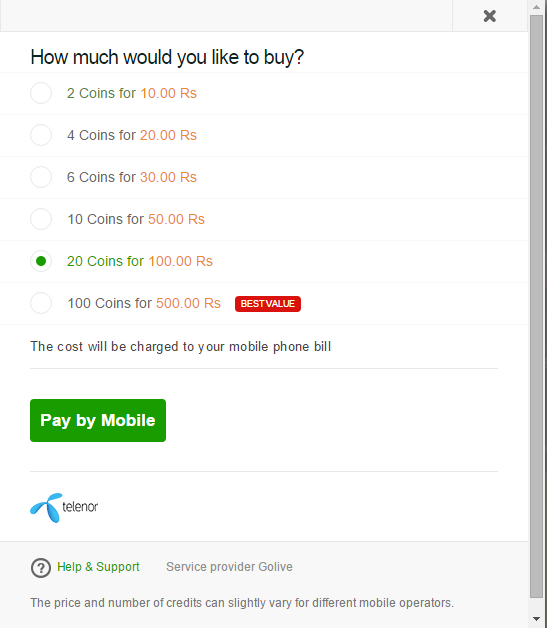 How much would you like to buy?
2 Coins for 10.00 Rs
4 Coins for 20.00 Rs
6 Coins for 30.00 Rs
10 Coins for 50.00 Rs
20 Coins for 100.00 Rs
100 Coins for 500.00 Rs BEST VALUE
The cost will be charged to your mobile phone bill
Pay by Mobile
telenor
? Help & Support Service provider Golive
The price and number of credits can slightly vary for different mobile operators.